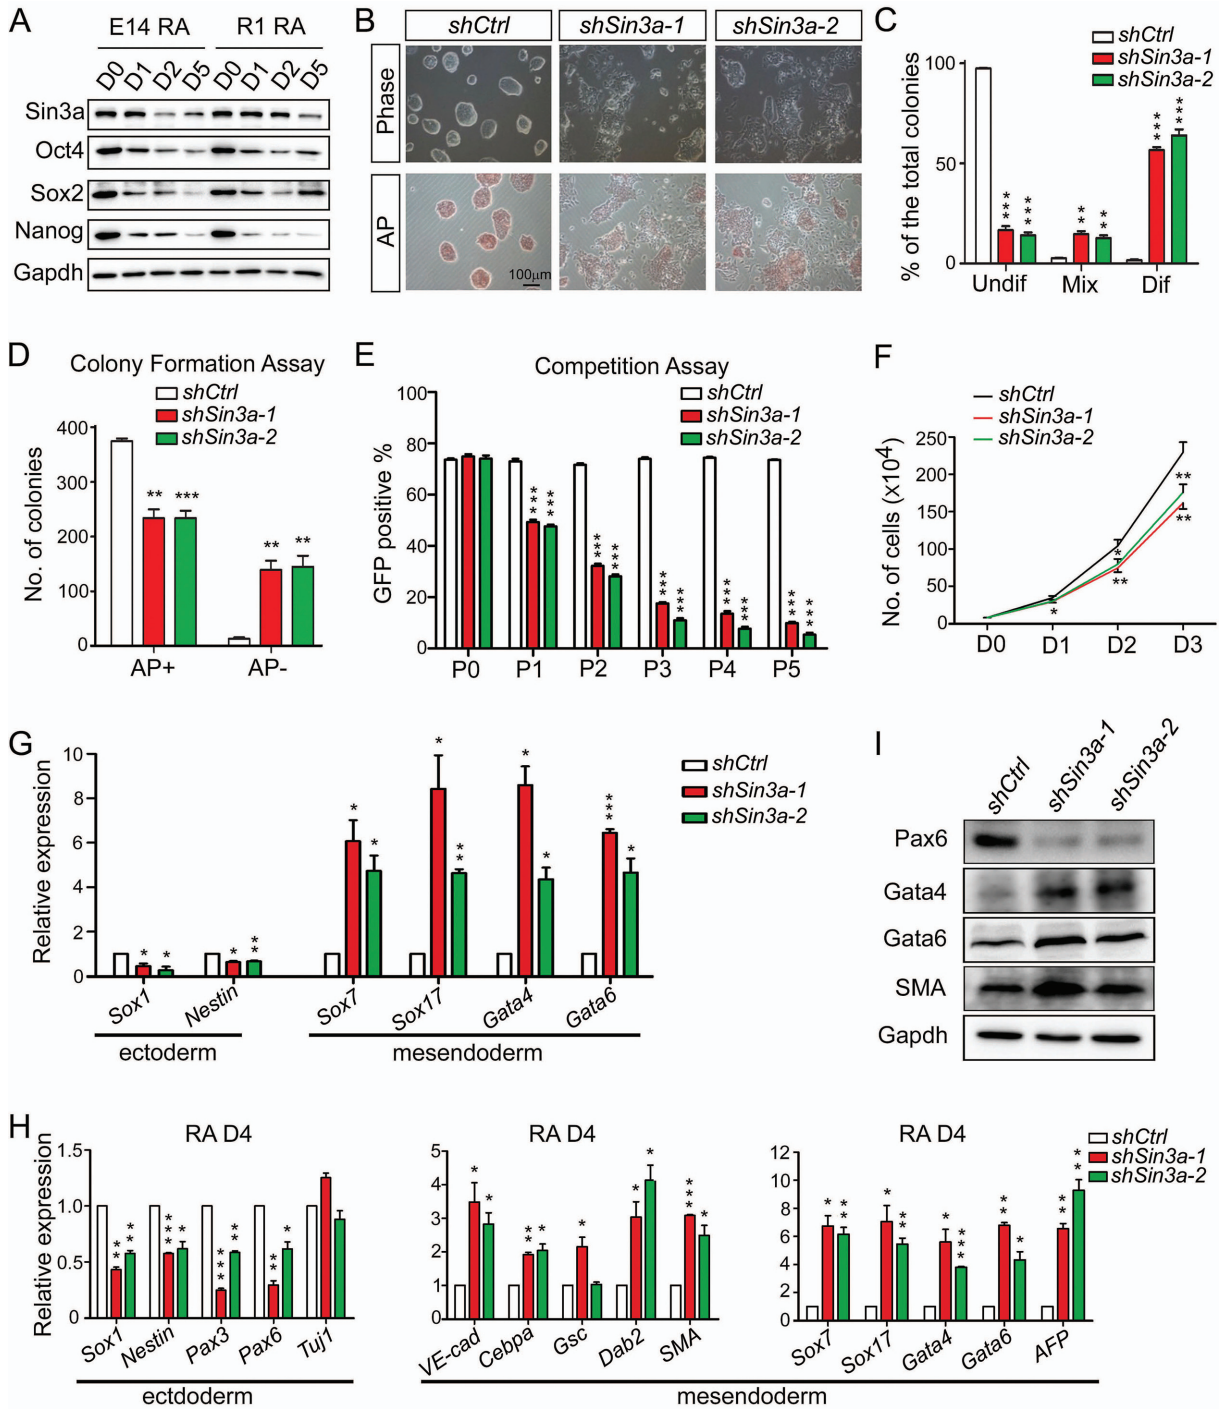 A
E14 RA
R1 RA
D0 D1 D2 D5 D0 D1 D2 D5
Sin3a
Oct4
Sox2
Nanog
Gapdh
B
shCtrl
shSin3a-1
shSin3a-2
Phase
AP
100μm
C
shCtrl
shSin3a-1
shSin3a-2
% of the total colonies
100
50
0
*** *** ** ** *** ***
Undif Mix Dif
D
Colony Formation Assay
shCtrl
shSin3a-1
shSin3a-2
No. of colonies
400
300
200
100
0
** *** ** **
AP+ AP-
E
Competition Assay
shCtrl
shSin3a-1
shSin3a-2
GFP positive %
100
80
60
40
20
0
*** *** *** *** *** *** *** *** *** ***
P0 P1 P2 P3 P4 P5
F
shCtrl
shSin3a-1
shSin3a-2
No. of cells (x10⁴)
250
200
150
100
50
0
* * ** ** **
D0 D1 D2 D3
G
Relative expression
10
8
6
4
2
0
shCtrl
shSin3a-1
shSin3a-2
* * * ** * * * ** * * *** *
Sox1 Nestin Sox7 Sox17 Gata4 Gata6
ectoderm
mesendoderm
I
shCtrl shSin3a-1 shSin3a-2
Pax6
Gata4
Gata6
SMA
Gapdh
H
RA D4
Relative expression
1.5
1.0
0.5
0
** ** *** * *** ** ** *
Sox1 Nestin Pax3 Pax6 Tuj1
ectdoderm
RA D4
5
4
3
2
1
0
* * ** * * * * *** *
VE-cad Cebpa Gsc Dab2 SMA
RA D4
shCtrl
shSin3a-1
shSin3a-2
12
10
8
6
4
2
0
* ** * ** * *** ** * ** **
Sox7 Sox17 Gata4 Gata6 AFP
mesendoderm